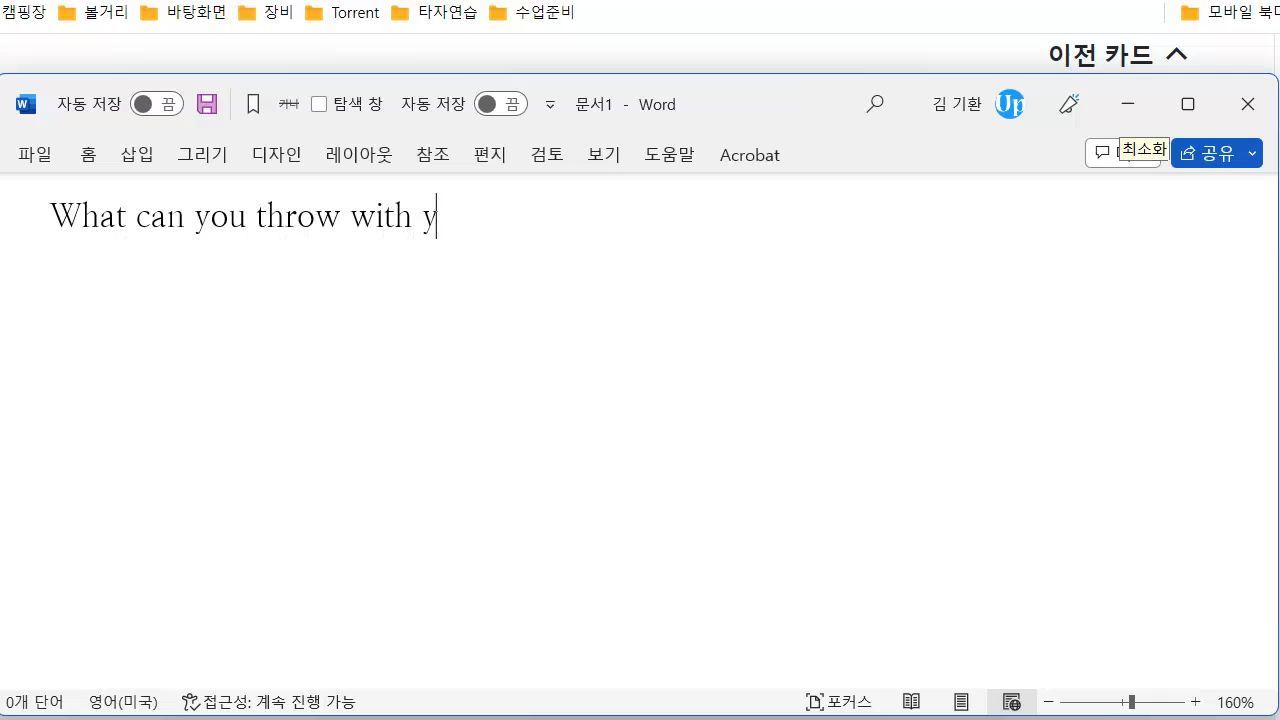 캠핑장 볼거리 바탕화면 장비 Torrent 타자연습 수업준비 모바일 북마
이전 카드
자동 저장 끔 가나 탐색 창 자동 저장 끔 문서1 - Word 김 기환 Up
파일 홈 삽입 그리기 디자인 레이아웃 참조 편지 검토 보기 도움말 Acrobat 최소화 공유
What can you throw with y
0개 단어 영어(미국) 접근성: 계속 진행 가능 포커스 160%